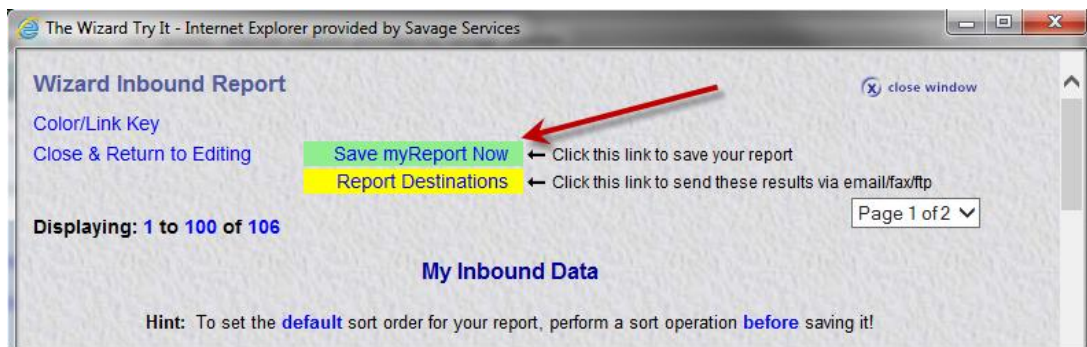 The Wizard Try It - Internet Explorer provided by Savage Services
Wizard Inbound Report
close window
Color/Link Key
Close & Return to Editing
Save myReport Now ← Click this link to save your report
Report Destinations ← Click this link to send these results via email/fax/ftp
Page 1 of 2
Displaying: 1 to 100 of 106
My Inbound Data
Hint: To set the default sort order for your report, perform a sort operation before saving it!